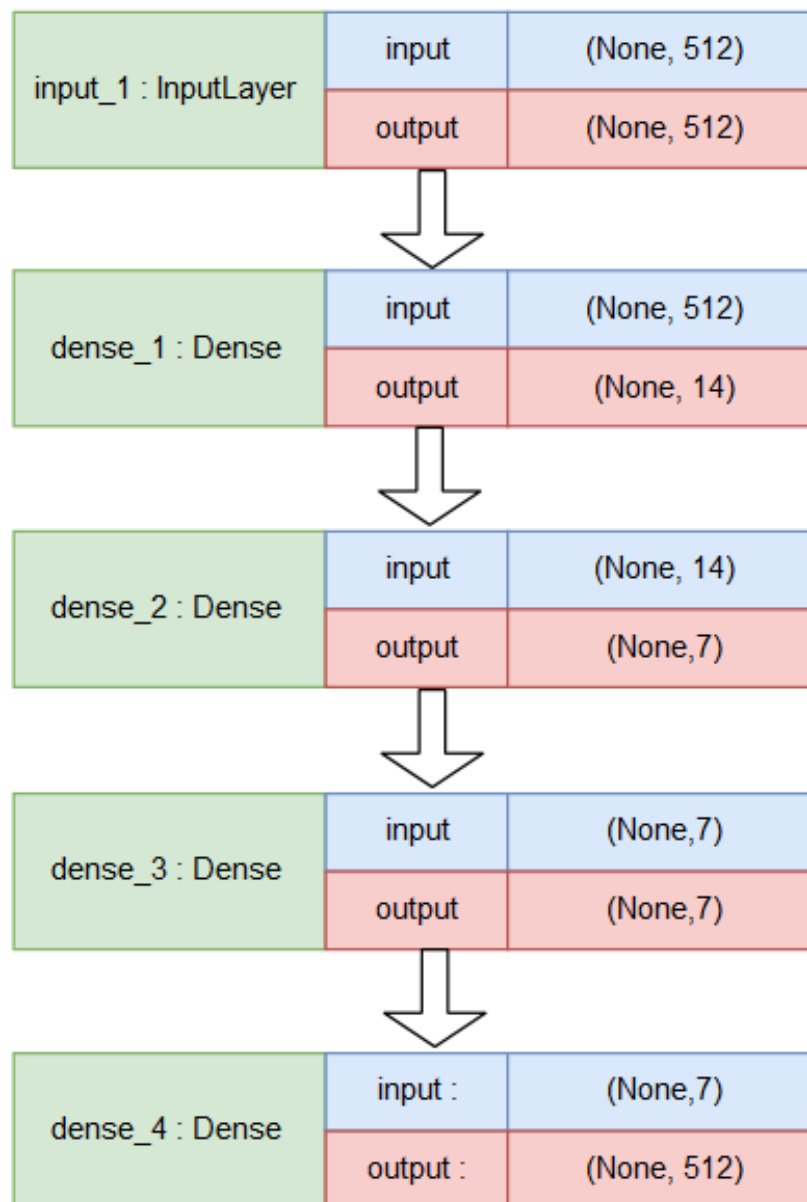 input_1 : InputLayer
input
(None, 512)
output
(None, 512)
dense_1 : Dense
input
(None, 512)
output
(None, 14)
dense_2 : Dense
input
(None, 14)
output
(None,7)
dense_3 : Dense
input
(None,7)
output
(None,7)
dense_4 : Dense
input :
(None,7)
output :
(None, 512)